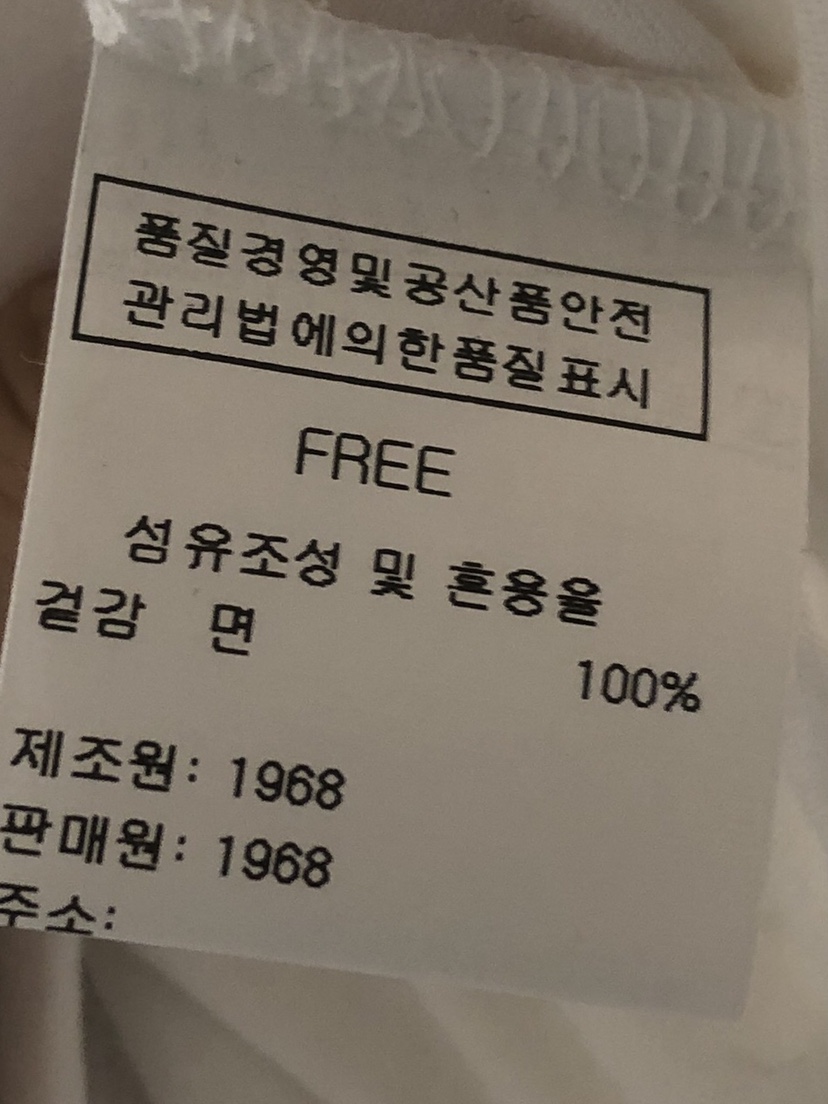 품질경영및공산품안전
관리법에의한품질표시
FREE
섬유조성 및 혼용율
겉감 면 100%
제조원: 1968
판매원: 1968
주소: